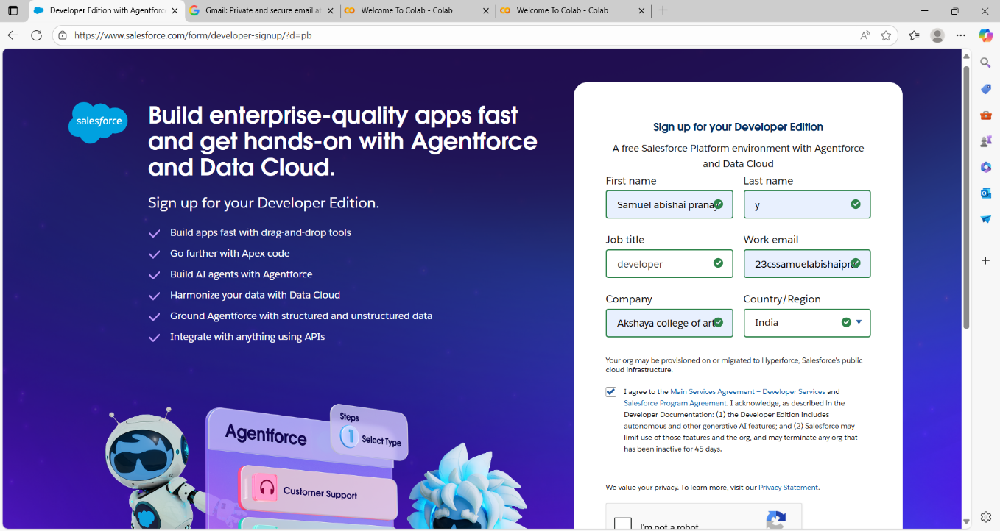 Developer Edition with Agentforc
Gmail: Private and secure email at
Welcome To Colab - Colab
Welcome To Colab - Colab
https://www.salesforce.com/form/developer-signup/?d=pb
salesforce
Build enterprise-quality apps fast
and get hands-on with Agentforce
and Data Cloud.
Sign up for your Developer Edition.
Build apps fast with drag-and-drop tools
Go further with Apex code
Build AI agents with Agentforce
Harmonize your data with Data Cloud
Ground Agentforce with structured and unstructured data
Integrate with anything using APIs
Agentforce
Steps
1 Select Type
Customer Support
Sign up for your Developer Edition
A free Salesforce Platform environment with Agentforce
and Data Cloud
First name Last name
Samuel abishai pranay y
Job title Work email
developer 23cssamuelabishaipra
Company Country/Region
Akshaya college of art India
Your org may be provisioned on or migrated to Hyperforce, Salesforce's public
cloud infrastructure.
I agree to the Main Services Agreement – Developer Services and
Salesforce Program Agreement. I acknowledge, as described in the
Developer Documentation: (1) the Developer Edition includes
autonomous and other generative AI features; and (2) Salesforce may
limit use of those features and the org, and may terminate any org that
has been inactive for 45 days.
We value your privacy. To learn more, visit our Privacy Statement.
I'm not a robot